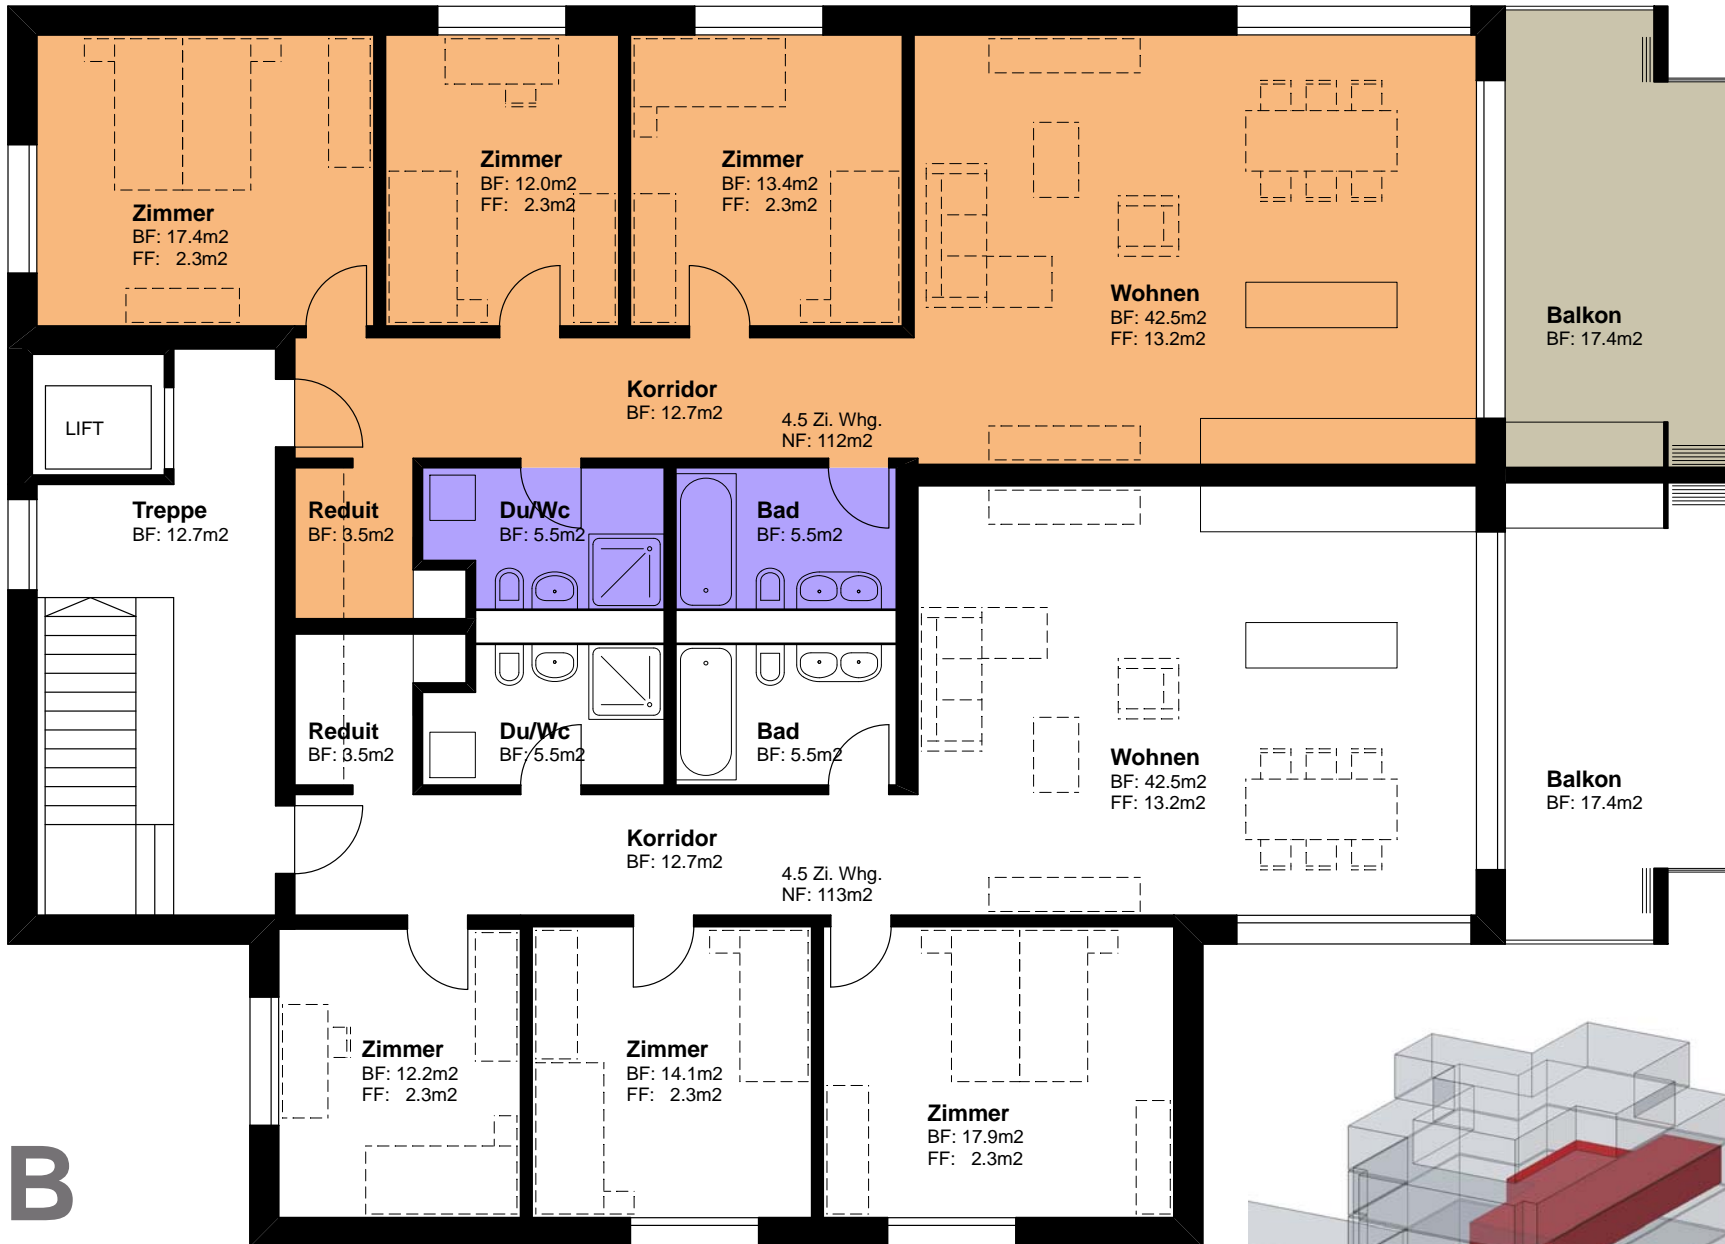 Zimmer
BF: 17.4m2
FF: 2.3m2
Zimmer
BF: 12.0m2
FF: 2.3m2
Zimmer
BF: 13.4m2
FF: 2.3m2
Wohnen
BF: 42.5m2
FF: 13.2m2
Balkon
BF: 17.4m2
LIFT
Korridor
BF: 12.7m2
4.5 Zi. Whg.
NF: 112m2
Treppe
BF: 12.7m2
Reduit
BF: 3.5m2
Du/Wc
BF: 5.5m2
Bad
BF: 5.5m2
Reduit
BF: 3.5m2
Du/Wc
BF: 5.5m2
Bad
BF: 5.5m2
Wohnen
BF: 42.5m2
FF: 13.2m2
Balkon
BF: 17.4m2
Korridor
BF: 12.7m2
4.5 Zi. Whg.
NF: 113m2
Zimmer
BF: 12.2m2
FF: 2.3m2
Zimmer
BF: 14.1m2
FF: 2.3m2
Zimmer
BF: 17.9m2
FF: 2.3m2
B